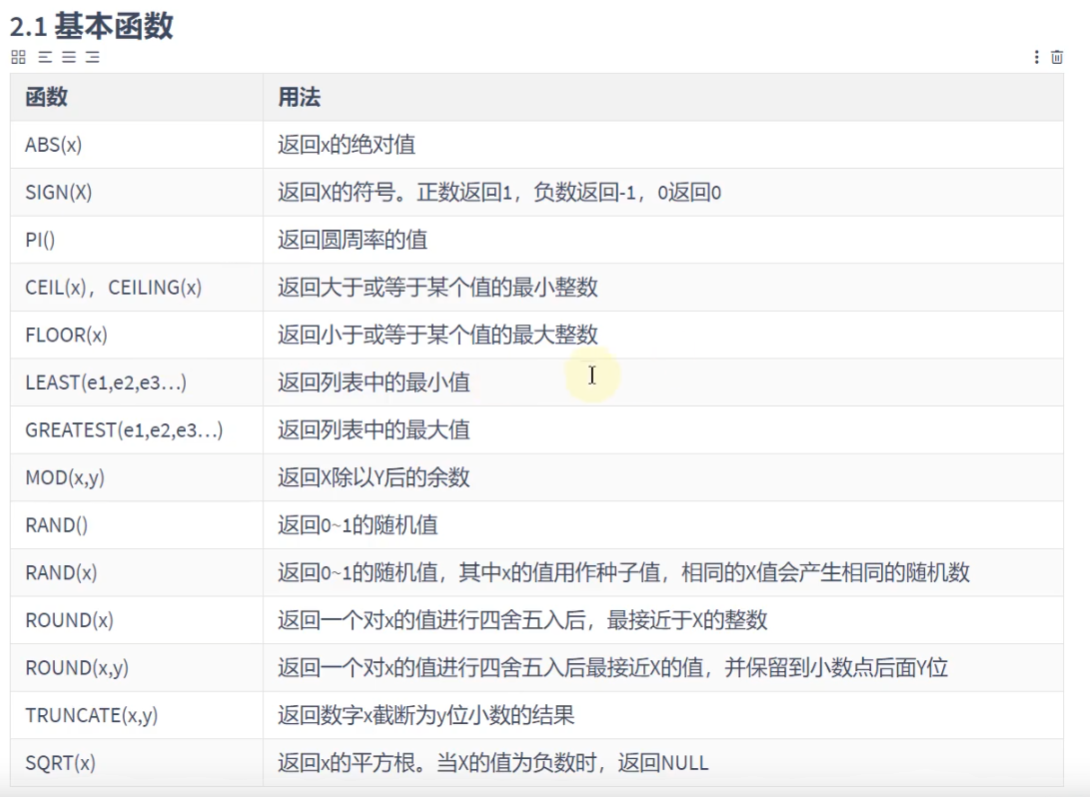 2.1 基本函数
函数 用法
ABS(x) 返回x的绝对值
SIGN(X) 返回X的符号。正数返回1，负数返回-1，0返回0
PI() 返回圆周率的值
CEIL(x)，CEILING(x) 返回大于或等于某个值的最小整数
FLOOR(x) 返回小于或等于某个值的最大整数
LEAST(e1,e2,e3…) 返回列表中的最小值
GREATEST(e1,e2,e3…) 返回列表中的最大值
MOD(x,y) 返回X除以Y后的余数
RAND() 返回0~1的随机值
RAND(x) 返回0~1的随机值，其中x的值用作种子值，相同的X值会产生相同的随机数
ROUND(x) 返回一个对x的值进行四舍五入后，最接近于X的整数
ROUND(x,y) 返回一个对x的值进行四舍五入后最接近X的值，并保留到小数点后面Y位
TRUNCATE(x,y) 返回数字x截断为y位小数的结果
SQRT(x) 返回x的平方根。当X的值为负数时，返回NULL